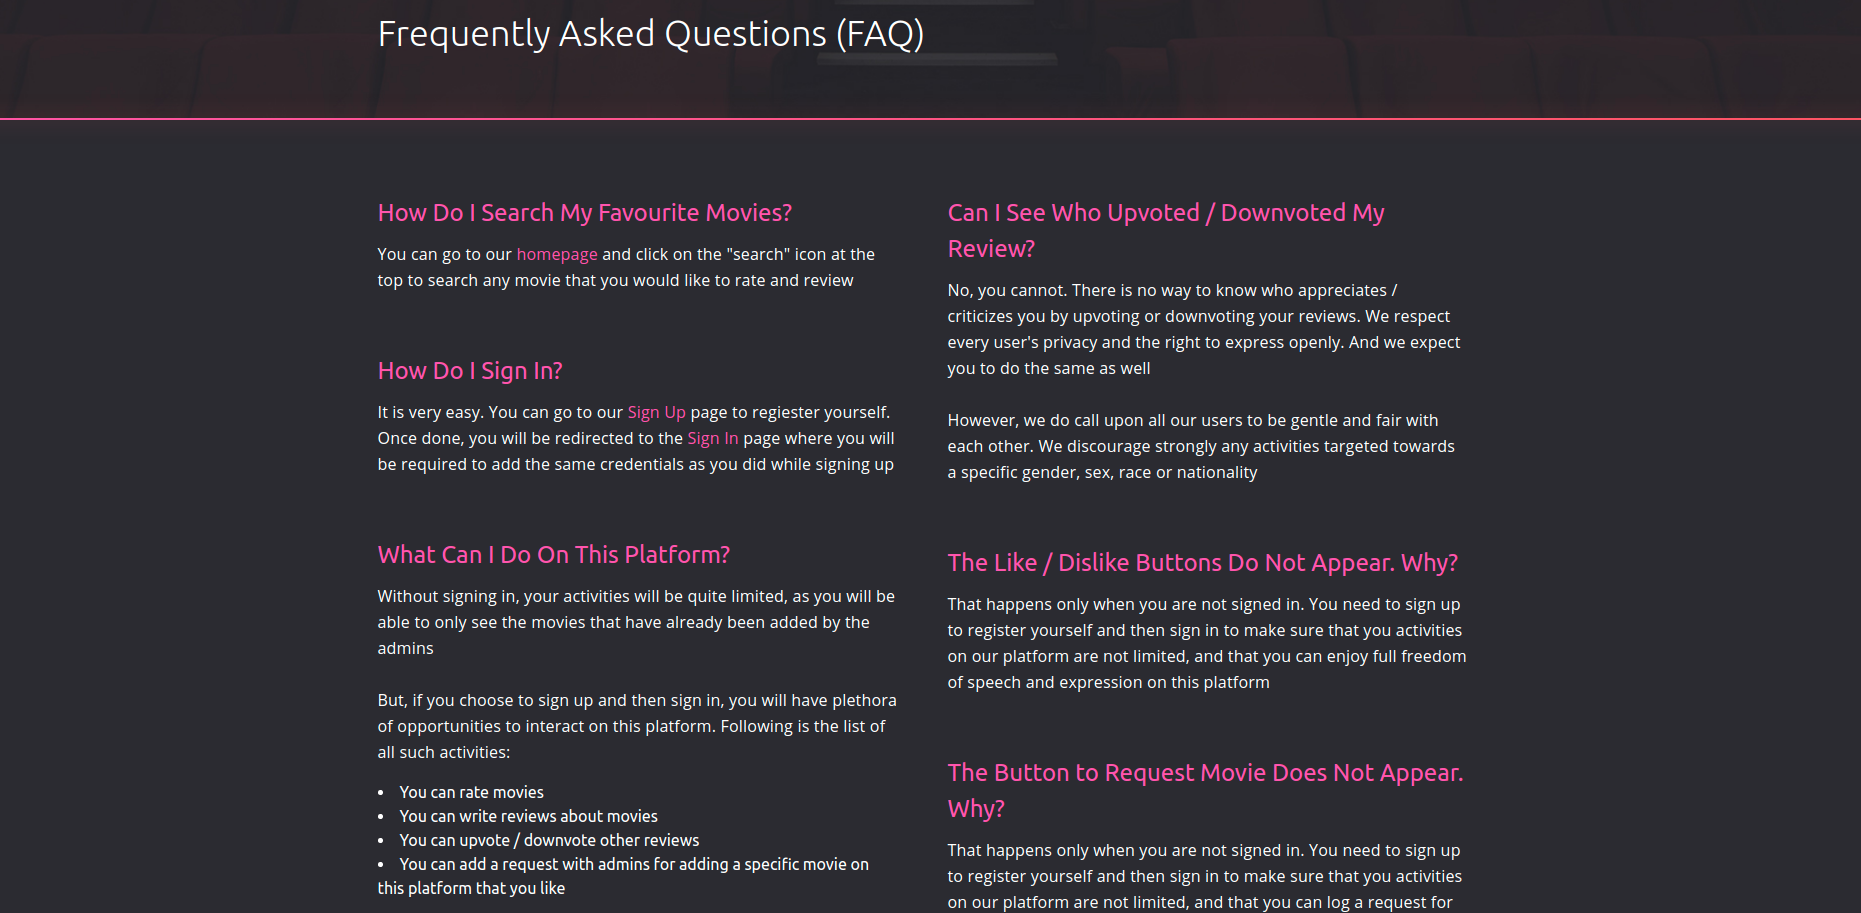 Frequently Asked Questions (FAQ)
How Do I Search My Favourite Movies?
You can go to our homepage and click on the "search" icon at the
top to search any movie that you would like to rate and review
How Do I Sign In?
It is very easy. You can go to our Sign Up page to regiester yourself.
Once done, you will be redirected to the Sign In page where you will
be required to add the same credentials as you did while signing up
What Can I Do On This Platform?
Without signing in, your activities will be quite limited, as you will be
able to only see the movies that have already been added by the
admins
But, if you choose to sign up and then sign in, you will have plethora
of opportunities to interact on this platform. Following is the list of
all such activities:
• You can rate movies
• You can write reviews about movies
• You can upvote / downvote other reviews
• You can add a request with admins for adding a specific movie on
this platform that you like
Can I See Who Upvoted / Downvoted My
Review?
No, you cannot. There is no way to know who appreciates /
criticizes you by upvoting or downvoting your reviews. We respect
every user's privacy and the right to express openly. And we expect
you to do the same as well
However, we do call upon all our users to be gentle and fair with
each other. We discourage strongly any activities targeted towards
a specific gender, sex, race or nationality
The Like / Dislike Buttons Do Not Appear. Why?
That happens only when you are not signed in. You need to sign up
to register yourself and then sign in to make sure that you activities
on our platform are not limited, and that you can enjoy full freedom
of speech and expression on this platform
The Button to Request Movie Does Not Appear.
Why?
That happens only when you are not signed in. You need to sign up
to register yourself and then sign in to make sure that you activities
on our platform are not limited, and that you can log a request for